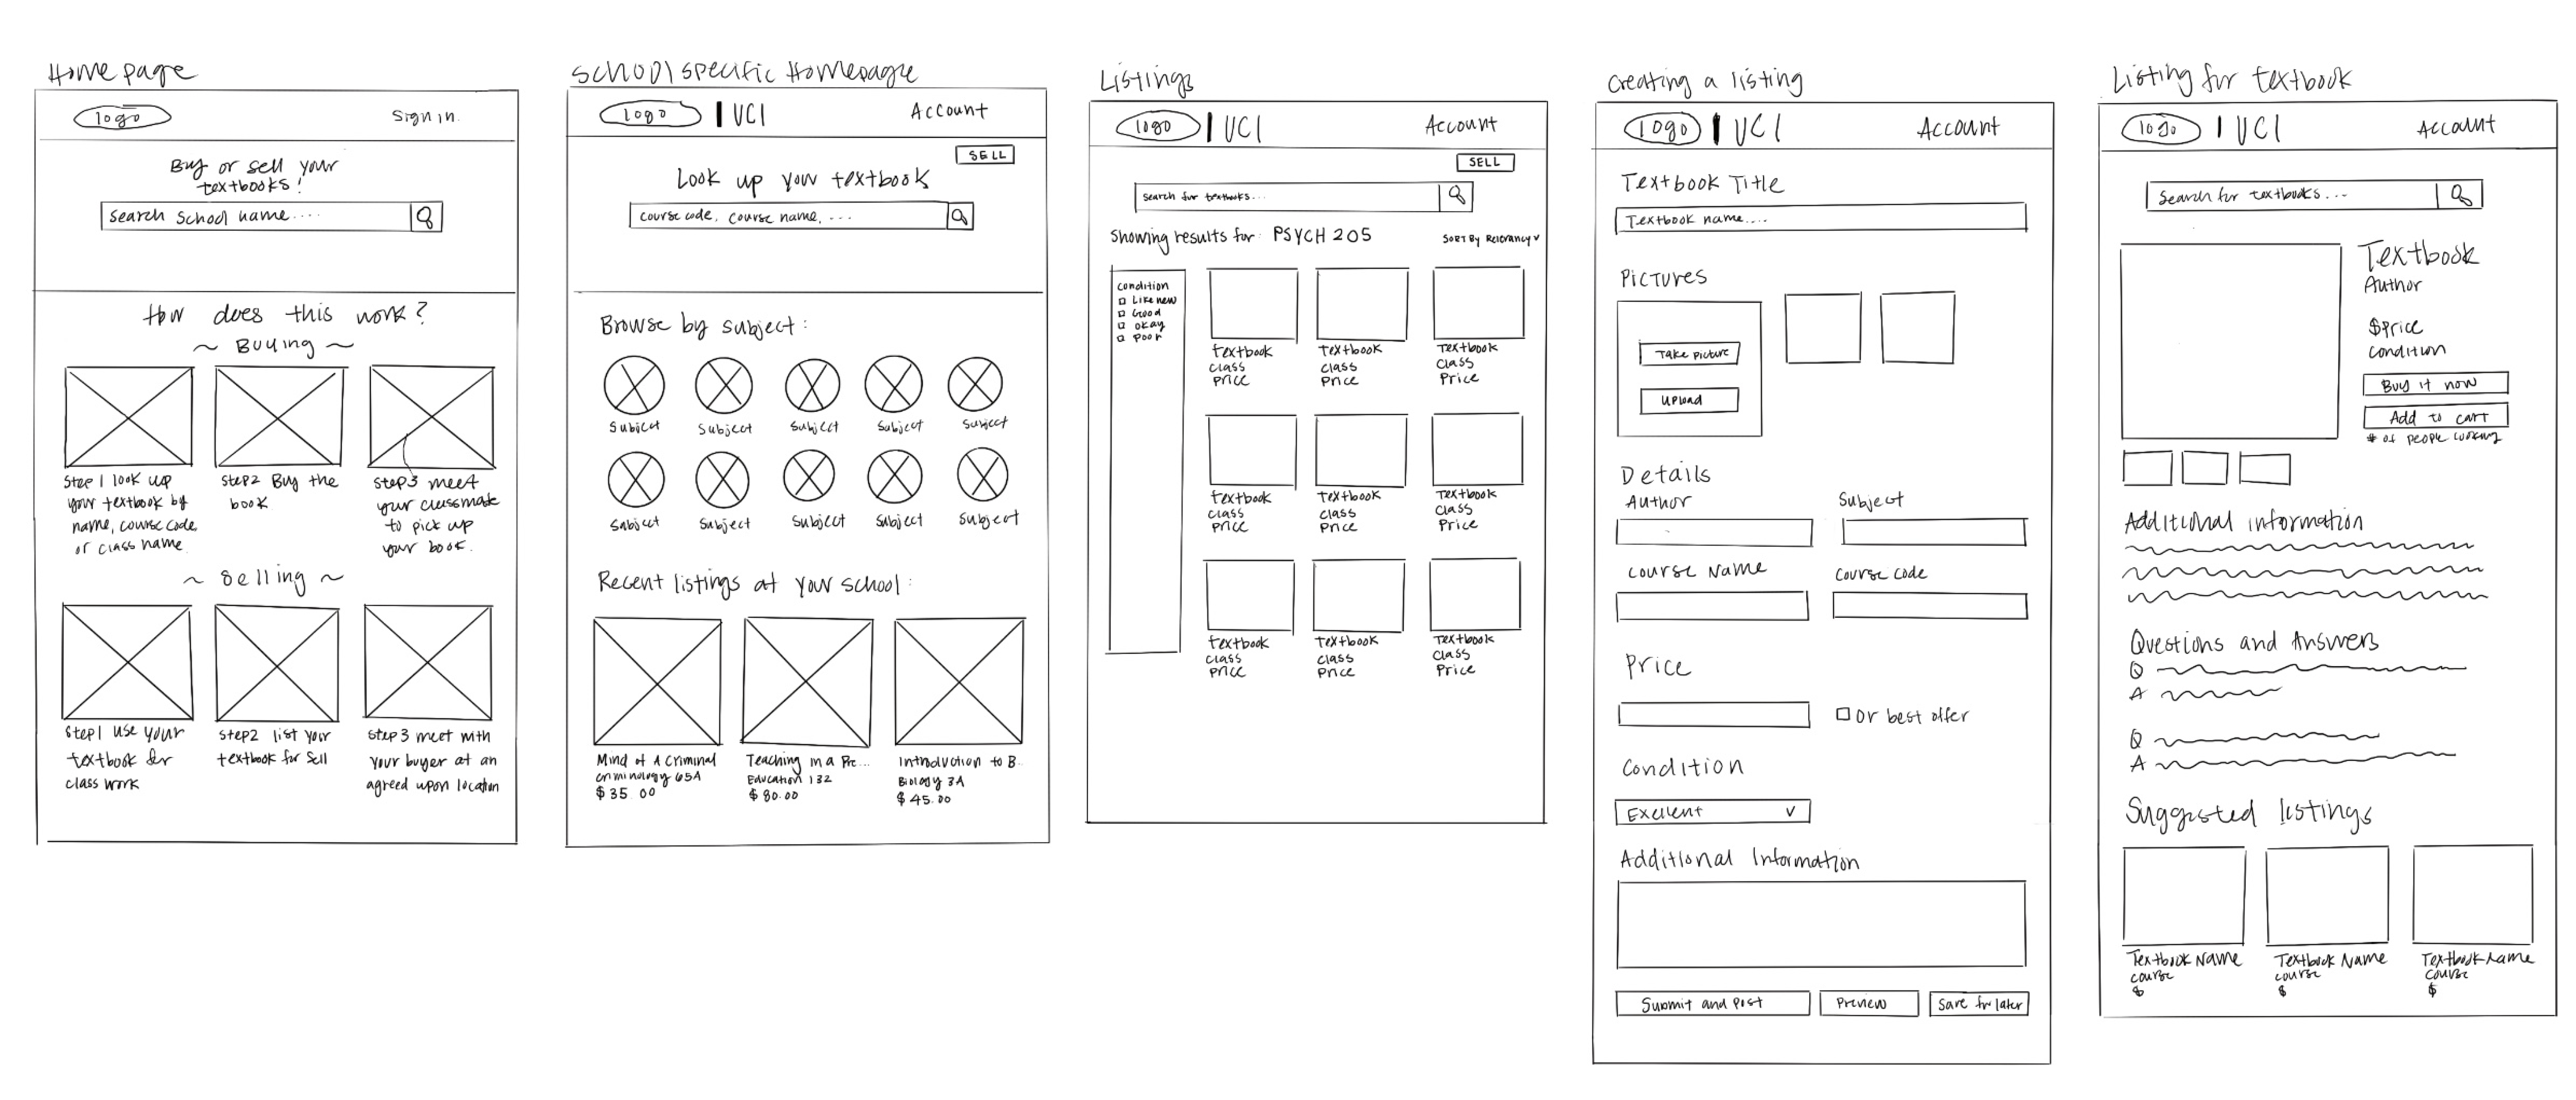 Home page
logo
Sign in.
Buy or sell your
textbooks!
Search School name....
How does this work?
~ Buying ~
Step 1 look up
your textbook by
name, course code,
or class name
Step2 Buy the
book
Step3 meet
your classmate
to pick up
your book.
~ Selling ~
Step1 use your
textbook for
class work
Step2 list your
textbook for sell
Step3 meet with
your buyer at an
agreed upon location
School specific Homepage
logo
UCI
Account
SELL
Look up your textbook
course code, course name, ...
Browse by subject:
Subject
Subject
Subject
Subject
Subject
Subject
Subject
Subject
Subject
Subject
Recent listings at your school:
Mind of A Criminal
Criminology 65A
$35 00
Teaching in a Pre...
Education 132
$80.00
Introduction to B..
Biology 3A
$45.00
Listings
logo
UCI
Account
SELL
Search for textbooks...
Showing results for PSYCH 205
SORT By Relevancy v
Condition
Like new
Good
okay
poor
textbook
class
price
textbook
class
price
Textbook
class
Price
textbook
class
price
textbook
class
price
Textbook
class
Price
textbook
class
price
textbook
class
price
Textbook
class
Price
Creating a listing
logo
UCI
Account
Textbook Title
Textbook name....
Pictures
Take picture
Upload
Details
Author
Subject
Course Name
Course Code
Price
Or best offer
Condition
Exellent v
Additional Information
Submit and Post
Preview
Save for later
Listing for textbook
logo
UCI
Account
Search for textbooks...
Textbook
Author
$Price
Condition
Buy it now
Add to cart
# of people looking
Additional information
Questions and Answers
Q
A
Q
A
Suggested listings
Textbook Name
course
$
Textbook Name
course
$
Textbook name
course
$